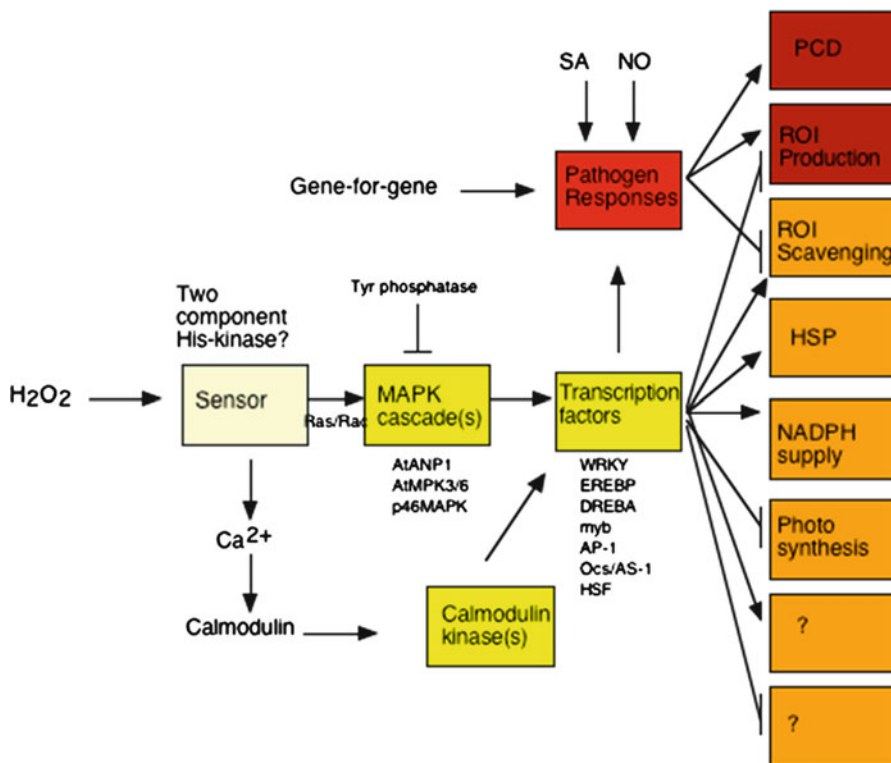 PCD
SA NO
ROI
Production
Pathogen
Responses
Gene-for-gene
ROI
Scavenging
Tyr phosphatase
Two
component
His-kinase?
HSP
H2O2
Sensor
Ras/Rac
MAPK
cascade(s)
Transcription
factors
NADPH
supply
AtANP1
AtMPK3/6
p46MAPK
WRKY
EREBP
DREBA
myb
AP-1
Ocs/AS-1
HSF
Photo
synthesis
Ca2+
Calmodulin
Calmodulin
kinase(s)
?
?